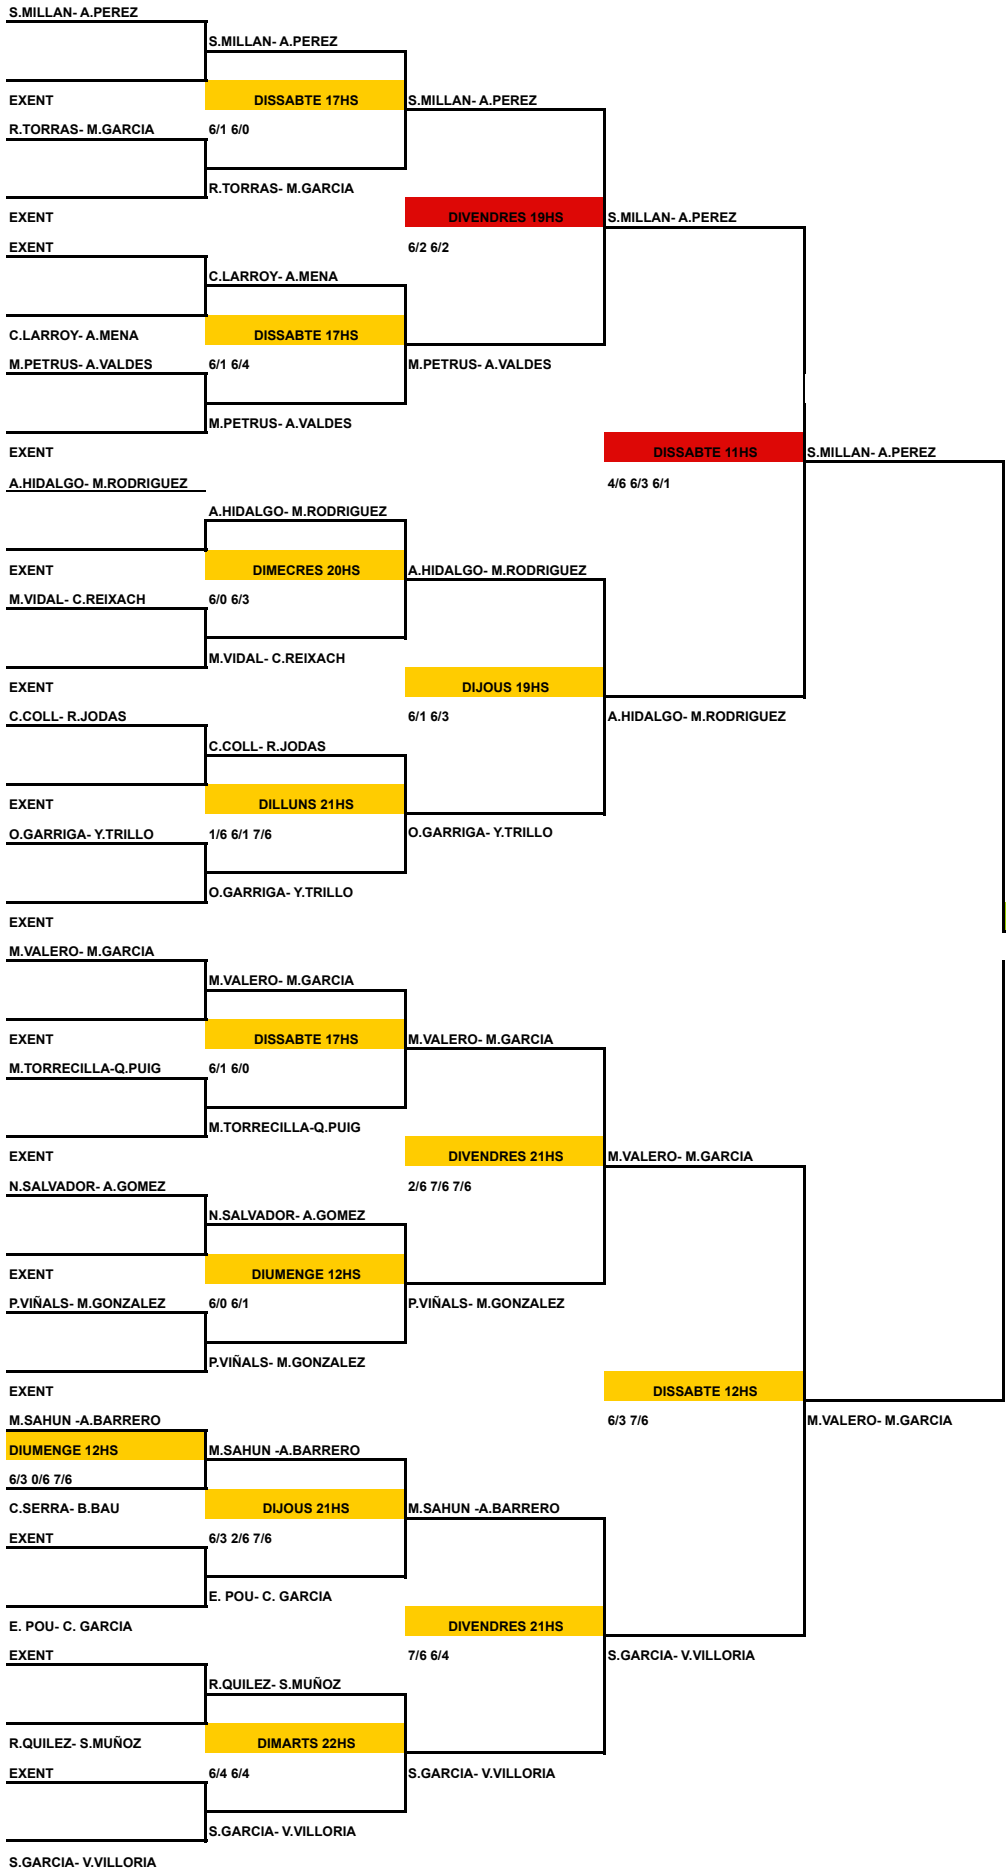 S.MILLAN- A.PEREZ
S.MILLAN- A.PEREZ
EXENT
DISSABTE 17HS
S.MILLAN- A.PEREZ
R.TORRAS- M.GARCIA
6/1 6/0
R.TORRAS- M.GARCIA
EXENT
DIVENDRES 19HS
S.MILLAN- A.PEREZ
EXENT
6/2 6/2
C.LARROY- A.MENA
C.LARROY- A.MENA
DISSABTE 17HS
M.PETRUS- A.VALDES
6/1 6/4
M.PETRUS- A.VALDES
M.PETRUS- A.VALDES
EXENT
DISSABTE 11HS
S.MILLAN- A.PEREZ
A.HIDALGO- M.RODRIGUEZ
4/6 6/3 6/1
A.HIDALGO- M.RODRIGUEZ
EXENT
DIMECRES 20HS
A.HIDALGO- M.RODRIGUEZ
M.VIDAL- C.REIXACH
6/0 6/3
M.VIDAL- C.REIXACH
EXENT
DIJOUS 19HS
C.COLL- R.JODAS
6/1 6/3
A.HIDALGO- M.RODRIGUEZ
C.COLL- R.JODAS
EXENT
DILLUNS 21HS
O.GARRIGA- Y.TRILLO
1/6 6/1 7/6
O.GARRIGA- Y.TRILLO
O.GARRIGA- Y.TRILLO
EXENT
M.VALERO- M.GARCIA
M.VALERO- M.GARCIA
EXENT
DISSABTE 17HS
M.VALERO- M.GARCIA
M.TORRECILLA-Q.PUIG
6/1 6/0
M.TORRECILLA-Q.PUIG
EXENT
DIVENDRES 21HS
M.VALERO- M.GARCIA
N.SALVADOR- A.GOMEZ
2/6 7/6 7/6
N.SALVADOR- A.GOMEZ
EXENT
DIUMENGE 12HS
P.VIÑALS- M.GONZALEZ
6/0 6/1
P.VIÑALS- M.GONZALEZ
P.VIÑALS- M.GONZALEZ
EXENT
DISSABTE 12HS
M.SAHUN -A.BARRERO
6/3 7/6
M.VALERO- M.GARCIA
DIUMENGE 12HS
M.SAHUN -A.BARRERO
6/3 0/6 7/6
C.SERRA- B.BAU
DIJOUS 21HS
M.SAHUN -A.BARRERO
EXENT
6/3 2/6 7/6
E. POU- C. GARCIA
E. POU- C. GARCIA
DIVENDRES 21HS
EXENT
7/6 6/4
S.GARCIA- V.VILLORIA
R.QUILEZ- S.MUÑOZ
R.QUILEZ- S.MUÑOZ
DIMARTS 22HS
EXENT
6/4 6/4
S.GARCIA- V.VILLORIA
S.GARCIA- V.VILLORIA
S.GARCIA- V.VILLORIA